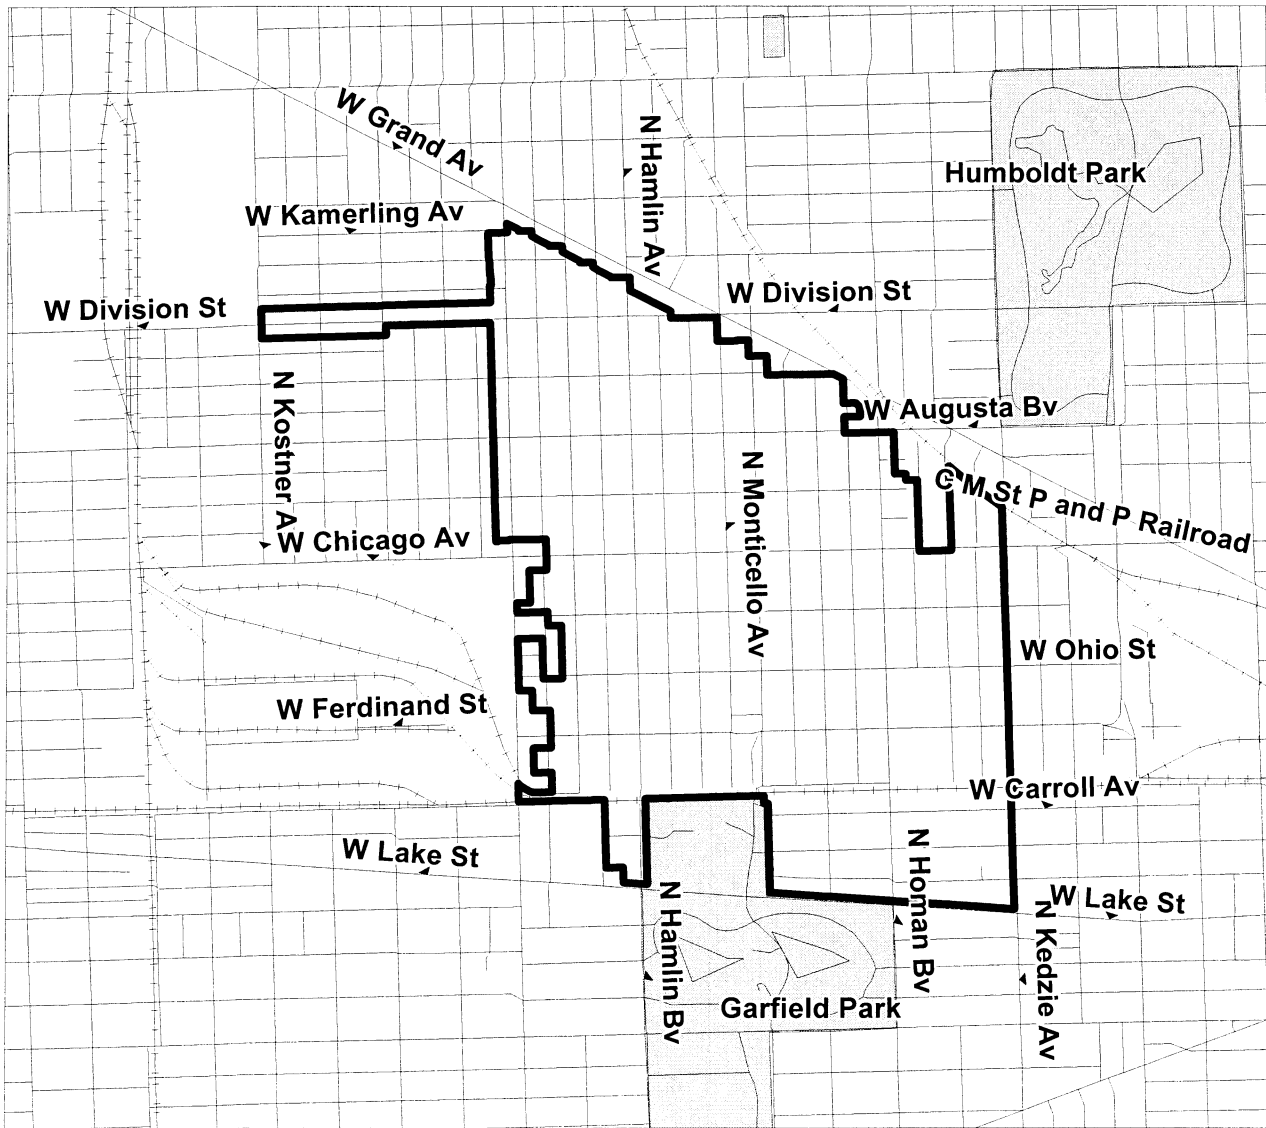 W Grand Av
N Hamlin Av
Humboldt Park
W Kamerling Av
W Division St
W Division St
N Kostner Av
W Augusta Bv
N Monticello Av
C M St P and P Railroad
W Chicago Av
W Ohio St
W Ferdinand St
W Carroll Av
W Lake St
N Homan Bv
N Hamlin Bv
W Lake St
N Kedzie Av
Garfield Park